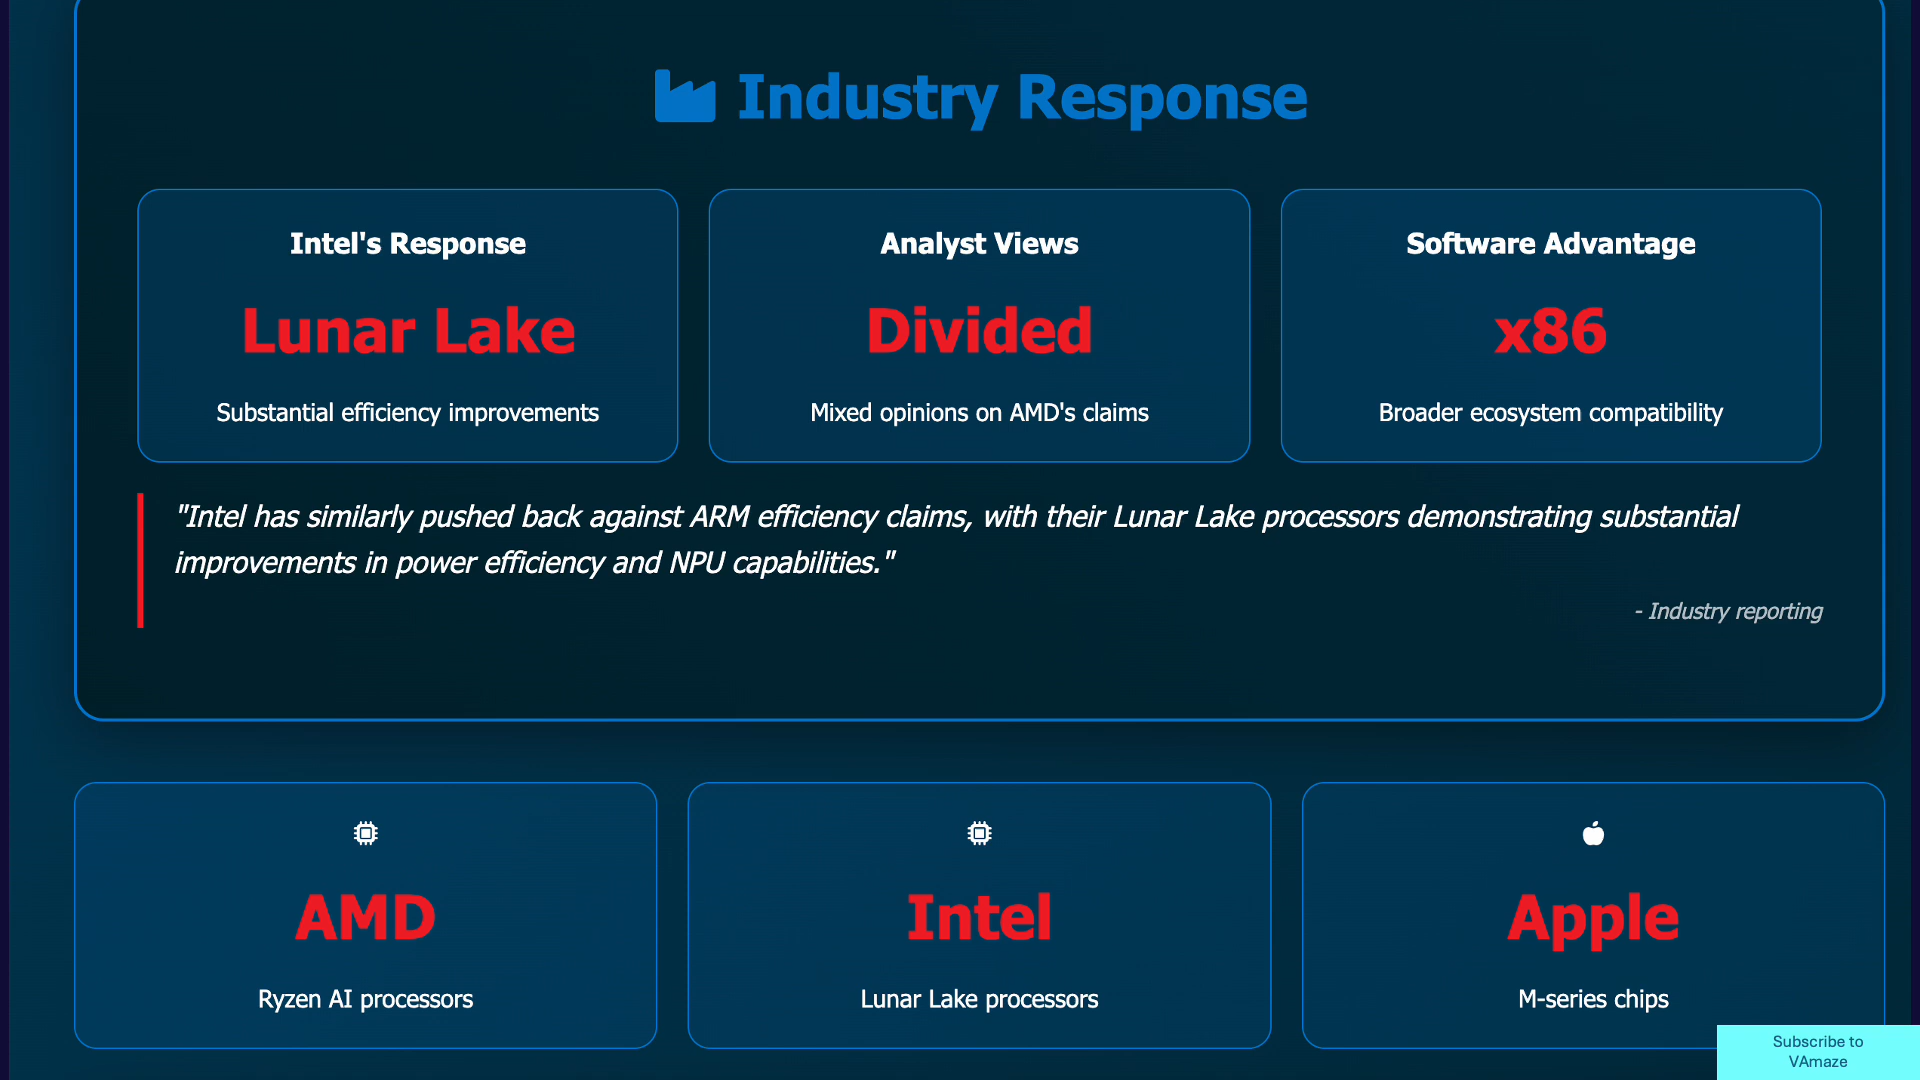 Industry Response
Intel's Response
Lunar Lake
Substantial efficiency improvements
Analyst Views
Divided
Mixed opinions on AMD's claims
Software Advantage
x86
Broader ecosystem compatibility
"Intel has similarly pushed back against ARM efficiency claims, with their Lunar Lake processors demonstrating substantial
improvements in power efficiency and NPU capabilities."
- Industry reporting
AMD
Ryzen AI processors
Intel
Lunar Lake processors
Apple
M-series chips
Subscribe to
VAmaze